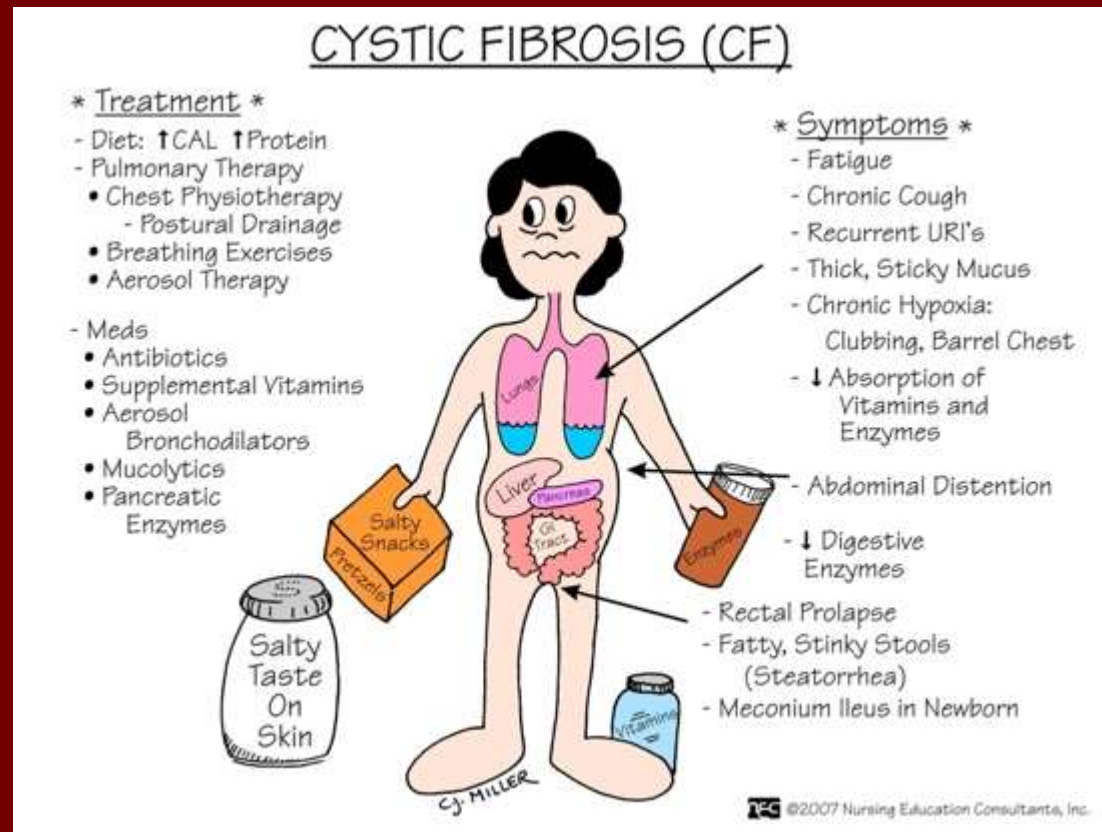 CYSTIC FIBROSIS (CF)
* Treatment *
- Diet: ↑CAL ↑Protein
- Pulmonary Therapy
• Chest Physiotherapy
- Postural Drainage
• Breathing Exercises
• Aerosol Therapy
- Meds
• Antibiotics
• Supplemental Vitamins
• Aerosol
Bronchodilators
• Mucolytics
• Pancreatic
Enzymes
* Symptoms *
- Fatigue
- Chronic Cough
- Recurrent URI's
- Thick, Sticky Mucus
- Chronic Hypoxia:
Clubbing, Barrel Chest
- ↓ Absorption of
Vitamins and
Enzymes
- Abdominal Distention
- ↓ Digestive
Enzymes
- Rectal Prolapse
- Fatty, Stinky Stools
(Steatorrhea)
- Meconium Ileus in Newborn
Lungs
Liver
Pancreas
GI
Tract
Salty
Snacks
Pretzels
Enzymes
S
Salty
Taste
On
Skin
Vitamins
C.J. MILLER
NEC ©2007 Nursing Education Consultants, Inc.